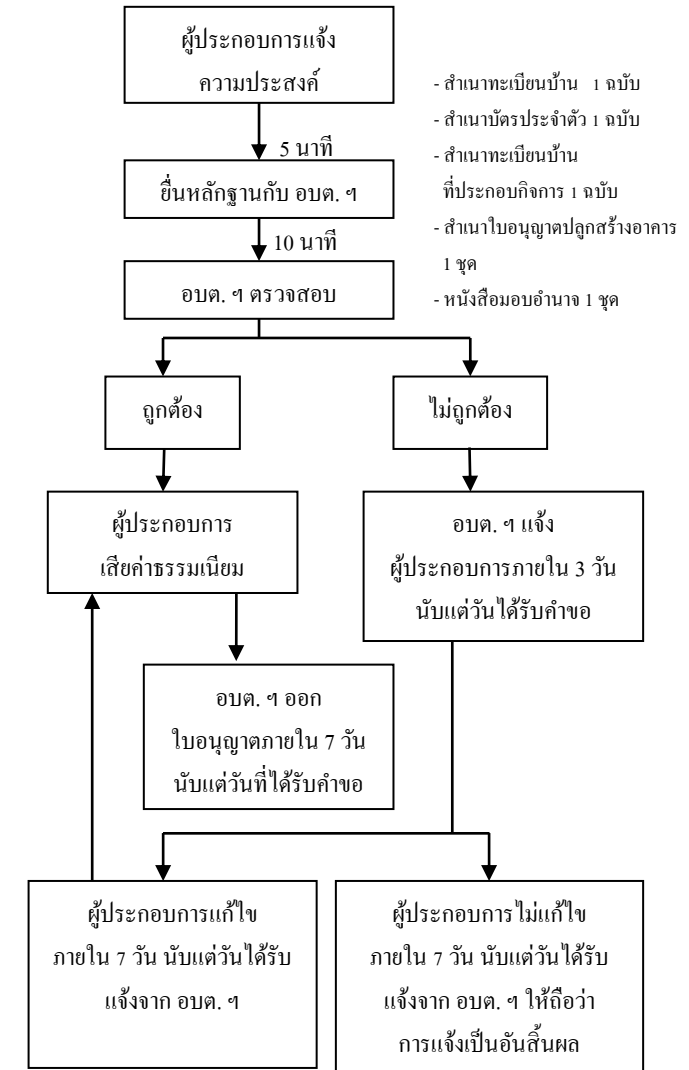 ผู้ประกอบการแจ้ง
ความประสงค์
- สำเนาทะเบียนบ้าน 1 ฉบับ
- สำเนาบัตรประจำตัว 1 ฉบับ
- สำเนาทะเบียนบ้าน
ที่ประกอบกิจการ 1 ฉบับ
- สำเนาใบอนุญาตปลูกสร้างอาคาร
1 ชุด
- หนังสือมอบอำนาจ 1 ชุด
5 นาที
ยื่นหลักฐานกับ อบต. ฯ
10 นาที
อบต. ฯ ตรวจสอบ
ถูกต้อง
ไม่ถูกต้อง
ผู้ประกอบการ
เสียค่าธรรมเนียม
อบต. ฯ แจ้ง
ผู้ประกอบการภายใน 3 วัน
นับแต่วันได้รับคำขอ
อบต. ฯ ออก
ใบอนุญาตภายใน 7 วัน
นับแต่วันที่ได้รับคำขอ
ผู้ประกอบการแก้ไข
ภายใน 7 วัน นับแต่วันได้รับ
แจ้งจาก อบต. ฯ
ผู้ประกอบการไม่แก้ไข
ภายใน 7 วัน นับแต่วันได้รับ
แจ้งจาก อบต. ฯ ให้ถือว่า
การแจ้งเป็นอันสิ้นผล